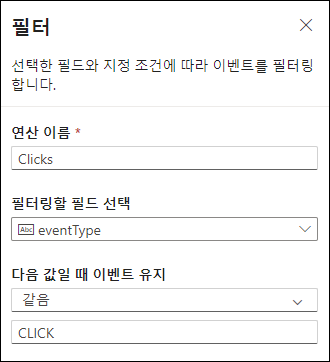 필터
선택한 필드와 지정 조건에 따라 이벤트를 필터링
합니다.
연산 이름 *
Clicks
필터링할 필드 선택
Abc eventType
다음 값일 때 이벤트 유지
같음
CLICK